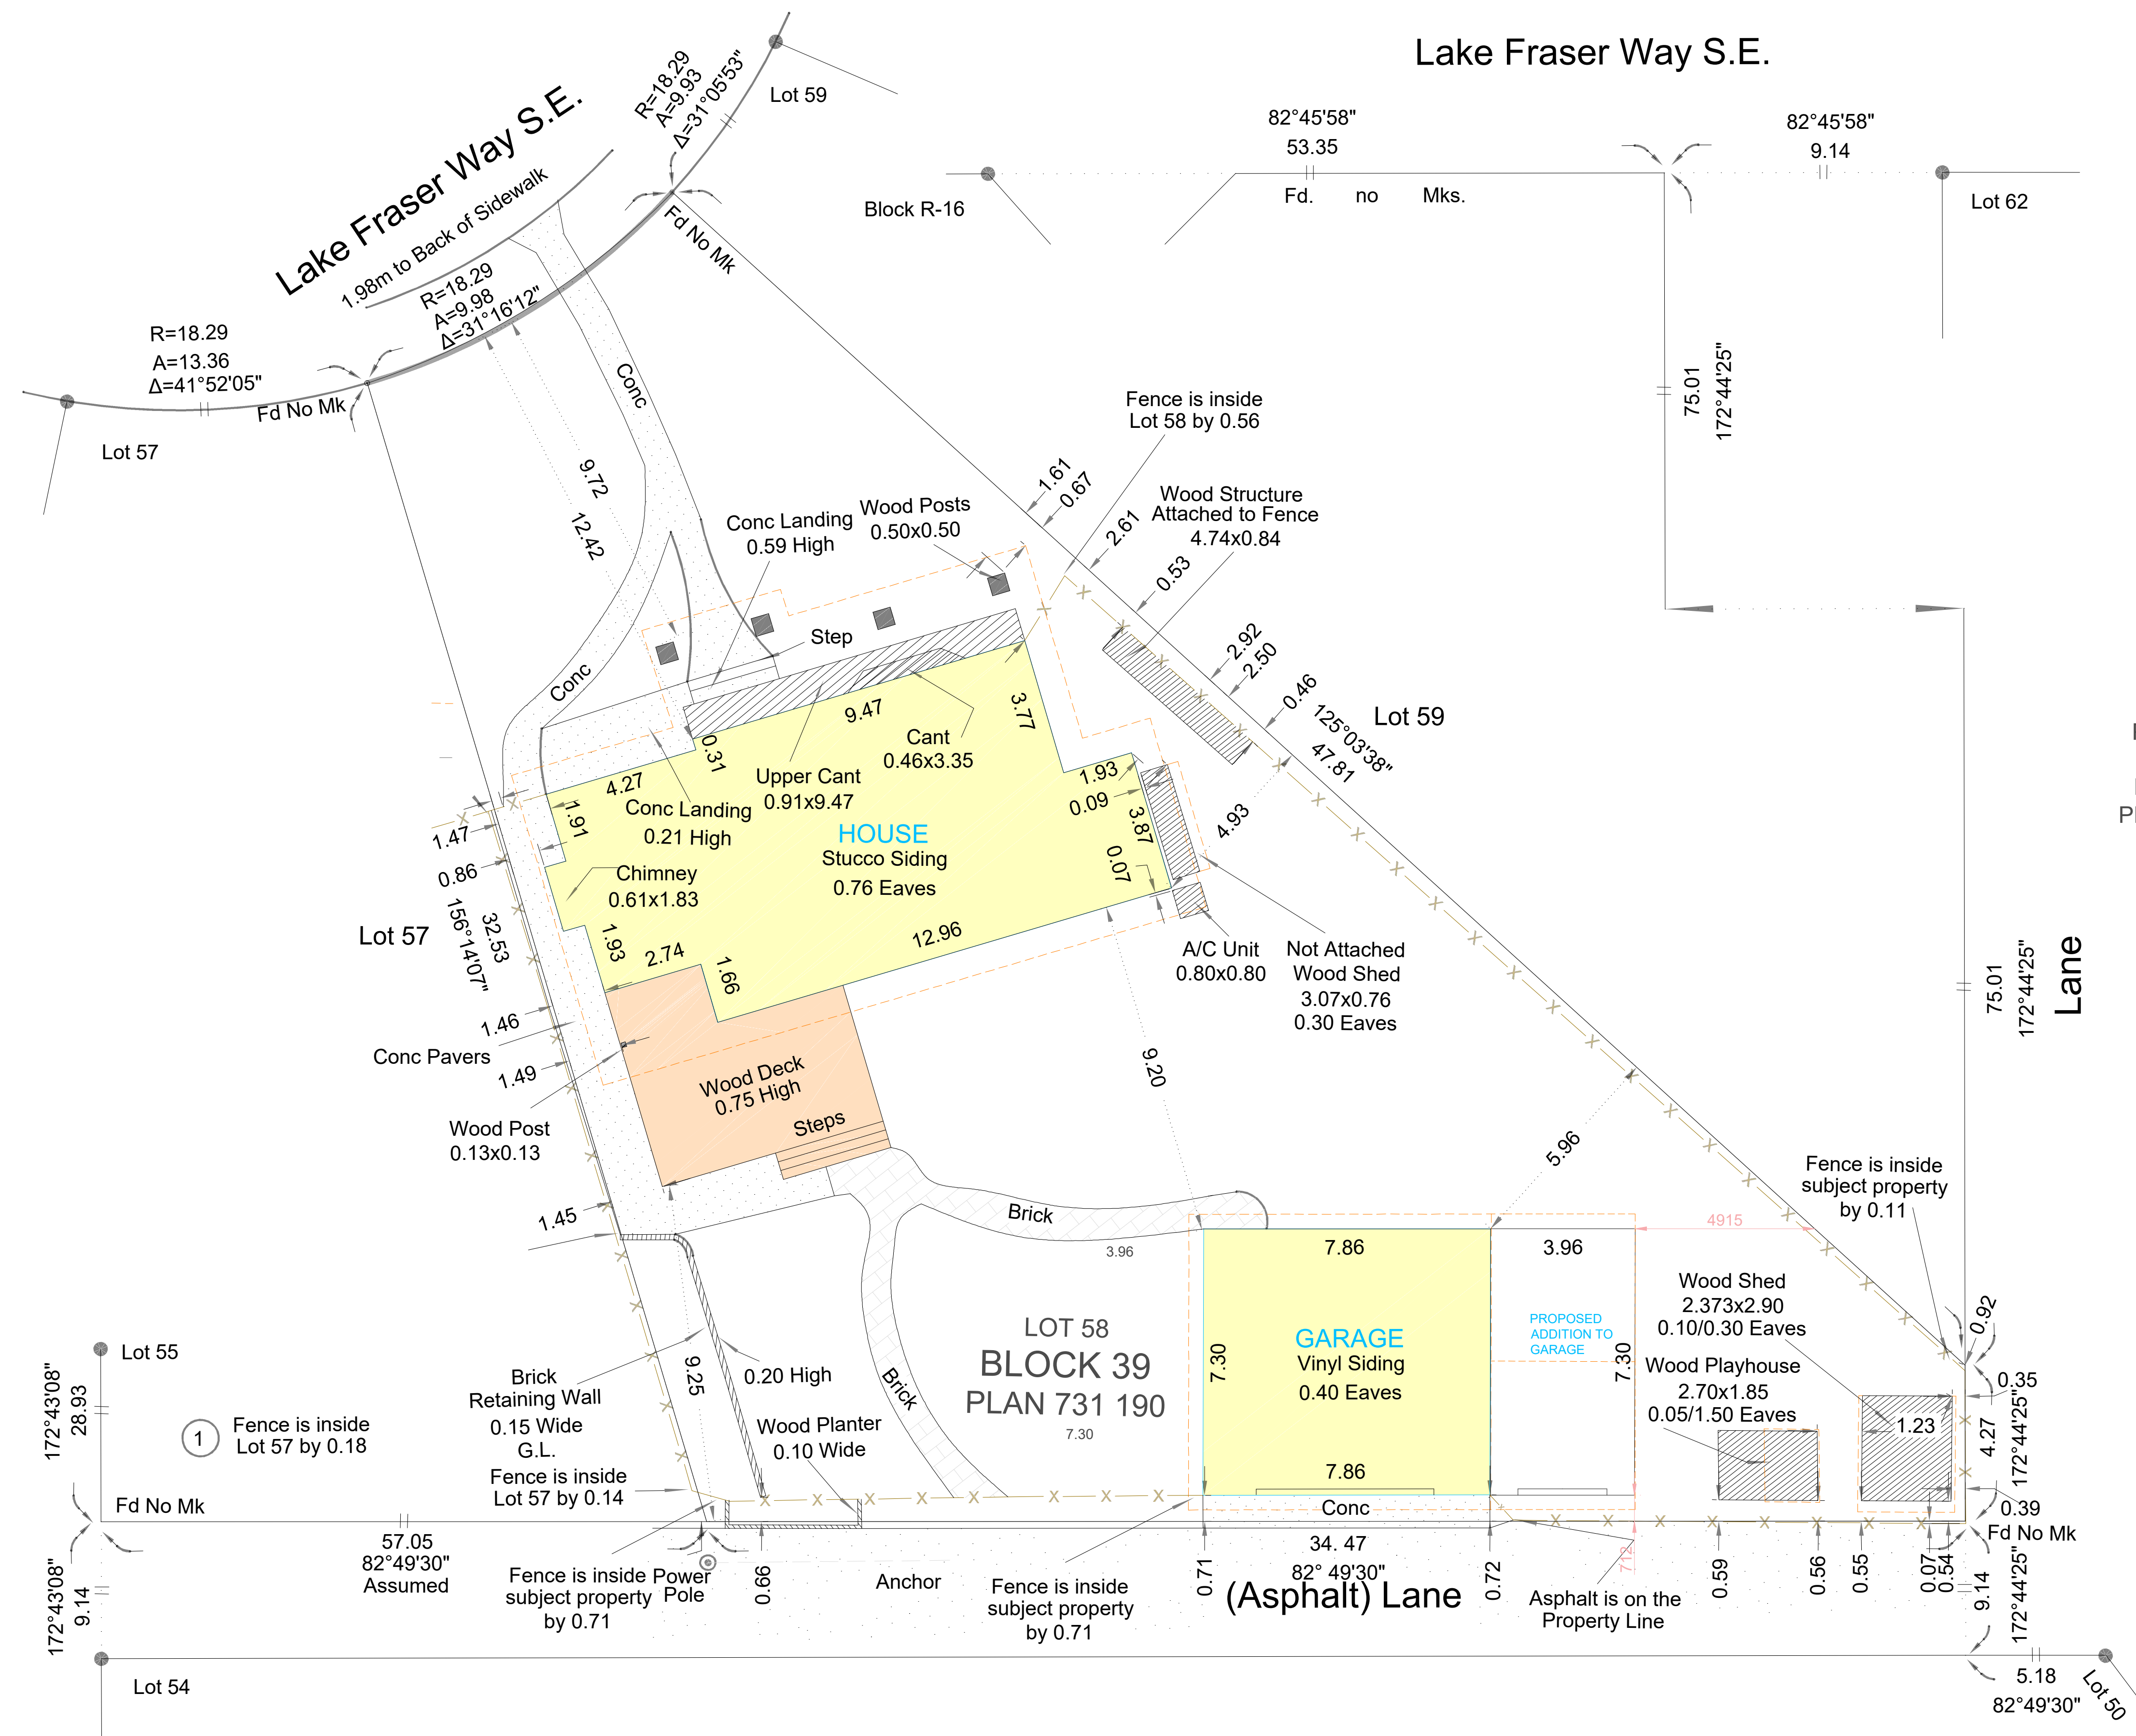 Lake Fraser Way S.E.
Lake Fraser Way S.E.
1.98m to Back of Sidewalk
R=18.29
A=9.93
Δ=31°05'53"
Lot 59
82°45'58"
53.35
82°45'58"
9.14
Fd. no Mks.
Block R-16
Lot 62
Fd No Mk
R=18.29
A=9.98
Δ=31°16'12"
R=18.29
A=13.36
Δ=41°52'05"
Fd No Mk
Lot 57
Conc
75.01
172°44'25"
Fence is inside
Lot 58 by 0.56
9.72
12.42
1.61
0.67
2.61
0.53
Wood Structure
Attached to Fence
4.74x0.84
Wood Posts
0.50x0.50
Conc Landing
0.59 High
Step
Conc
2.92
2.50
0.46
125°03'38"
47.81
Lot 59
9.47
3.77
0.31
4.27
Cant
0.46x3.35
Upper Cant
0.91x9.47
Conc Landing
0.21 High
1.91
1.93
0.09
3.87
0.07
4.93
HOUSE
Stucco Siding
0.76 Eaves
Chimney
0.61x1.83
1.47
0.86
32.53
156°14'07"
Lot 57
1.93
2.74
1.66
12.96
A/C Unit
0.80x0.80
Not Attached
Wood Shed
3.07x0.76
0.30 Eaves
75.01
172°44'25"
Lane
1.46
Conc Pavers
1.49
Wood Post
0.13x0.13
Wood Deck
0.75 High
Steps
9.20
5.96
1.45
Brick
3.96
Fence is inside
subject property
by 0.11
4915
7.86
3.96
7.30
GARAGE
Vinyl Siding
0.40 Eaves
7.86
PROPOSED
ADDITION TO
GARAGE
7.30
Wood Shed
2.373x2.90
0.10/0.30 Eaves
Wood Playhouse
2.70x1.85
0.05/1.50 Eaves
1.23
0.92
0.35
4.27
172°44'25"
0.39
Fd No Mk
LOT 58
BLOCK 39
PLAN 731 190
7.30
9.25
0.20 High
Brick
Retaining Wall
0.15 Wide
G.L.
Wood Planter
0.10 Wide
Brick
Fence is inside
Lot 57 by 0.14
Lot 55
172°43'08"
28.93
1
Fence is inside
Lot 57 by 0.18
Fd No Mk
57.05
82°49'30"
Assumed
172°43'08"
9.14
Fence is inside
subject property
by 0.71
Power
Pole
0.66
Anchor
Fence is inside
subject property
by 0.71
Conc
34. 47
82° 49'30"
(Asphalt) Lane
0.71
0.72
Asphalt is on the
Property Line
712
0.59
0.56
0.55
0.07
0.54
9.14
172°44'25"
Lot 54
5.18
82°49'30"
Lot 50